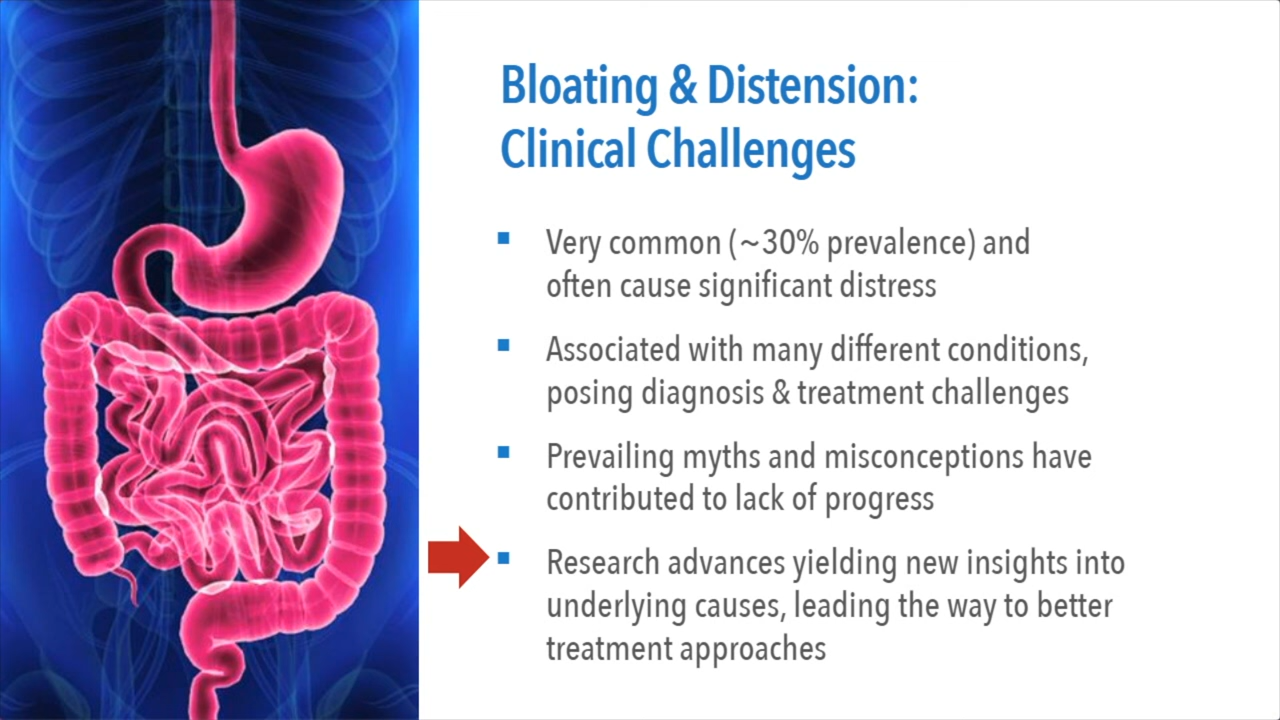 Bloating & Distension:
Clinical Challenges
Very common (~30% prevalence) and
often cause significant distress
Associated with many different conditions,
posing diagnosis & treatment challenges
Prevailing myths and misconceptions have
contributed to lack of progress
Research advances yielding new insights into
underlying causes, leading the way to better
treatment approaches